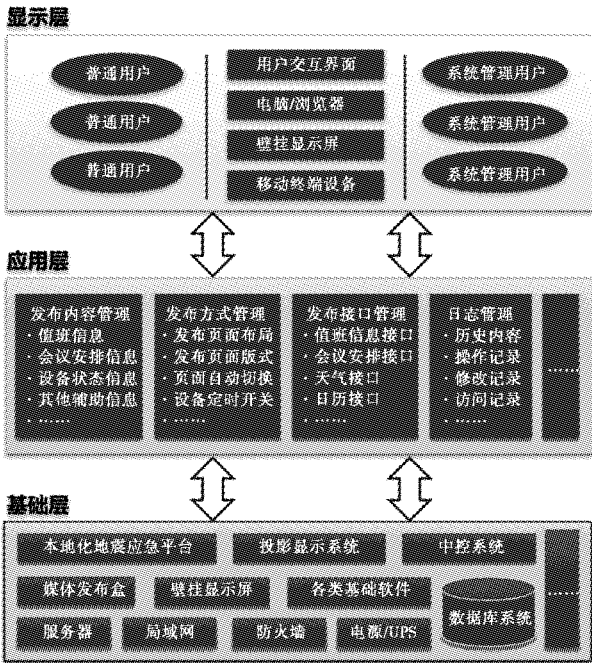 显示层
普通用户
普通用户
普通用户
用户交互界面
电脑/浏览器
壁挂显示屏
移动终端设备
系统管理用户
系统管理用户
系统管理用户
应用层
发布内容管理
· 值班信息
· 会议安排信息
· 设备状态信息
· 其他辅助信息
· ……
发布方式管理
· 发布页面布局
· 发布页面版式
· 页面自动切换
· 设备定时开关
· ……
发布接口管理
· 值班信息接口
· 会议安排接口
· 天气接口
· 日历接口
· ……
日志管理
· 历史内容
· 操作记录
· 修改记录
· 访问记录
· ……
……
基础层
本地化地震应急平台
投影显示系统
中控系统
媒体发布盒
壁挂显示屏
各类基础软件
服务器
局域网
防火墙
电源/UPS
数据库系统
……